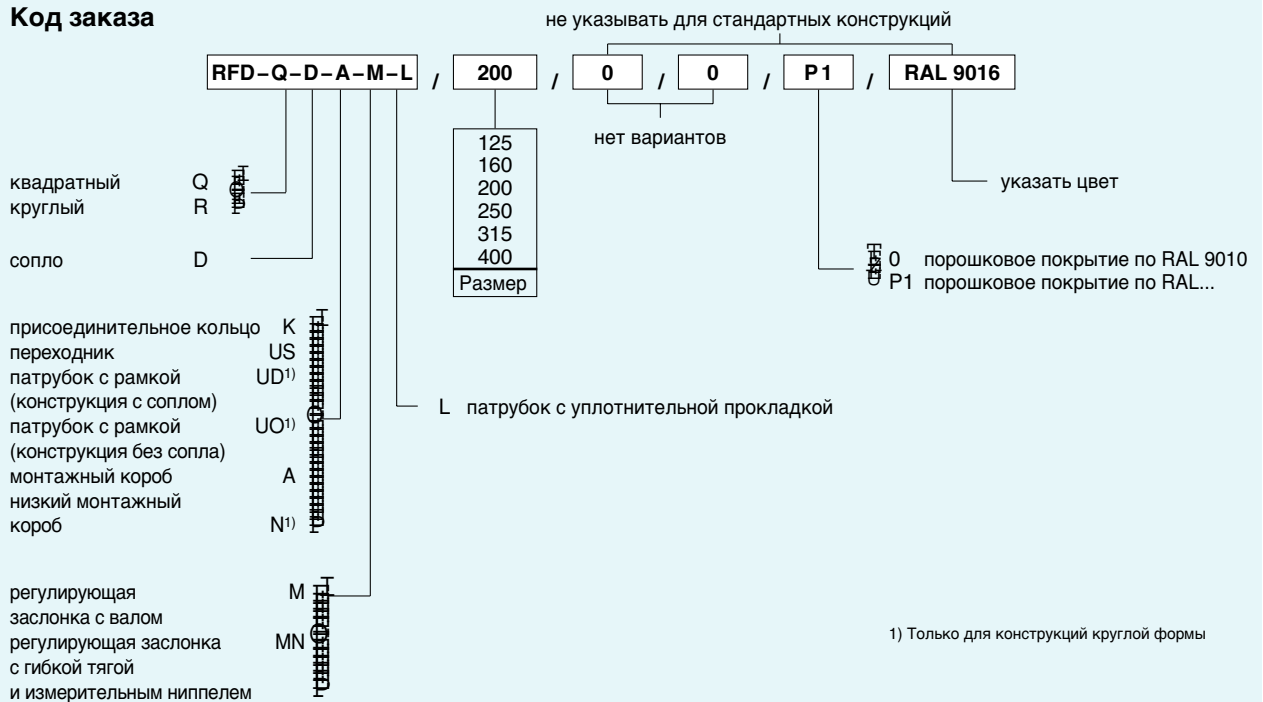 Код заказа
не указывать для стандартных конструкций
RFD–Q–D–A–M–L / 200 / 0 / 0 / P1 / RAL 9016
нет вариантов
125
160
200
250
315
400
Размер
указать цвет
квадратный Q
круглый R
сопло D
0 порошковое покрытие по RAL 9010
P1 порошковое покрытие по RAL...
присоединительное кольцо K
переходник US
патрубок с рамкой UD1)
(конструкция с соплом)
патрубок с рамкой UO1)
(конструкция без сопла)
монтажный короб A
низкий монтажный
короб N1)
L патрубок с уплотнительной прокладкой
регулирующая M
заслонка с валом
регулирующая заслонка MN
с гибкой тягой
и измерительным ниппелем
1) Только для конструкций круглой формы